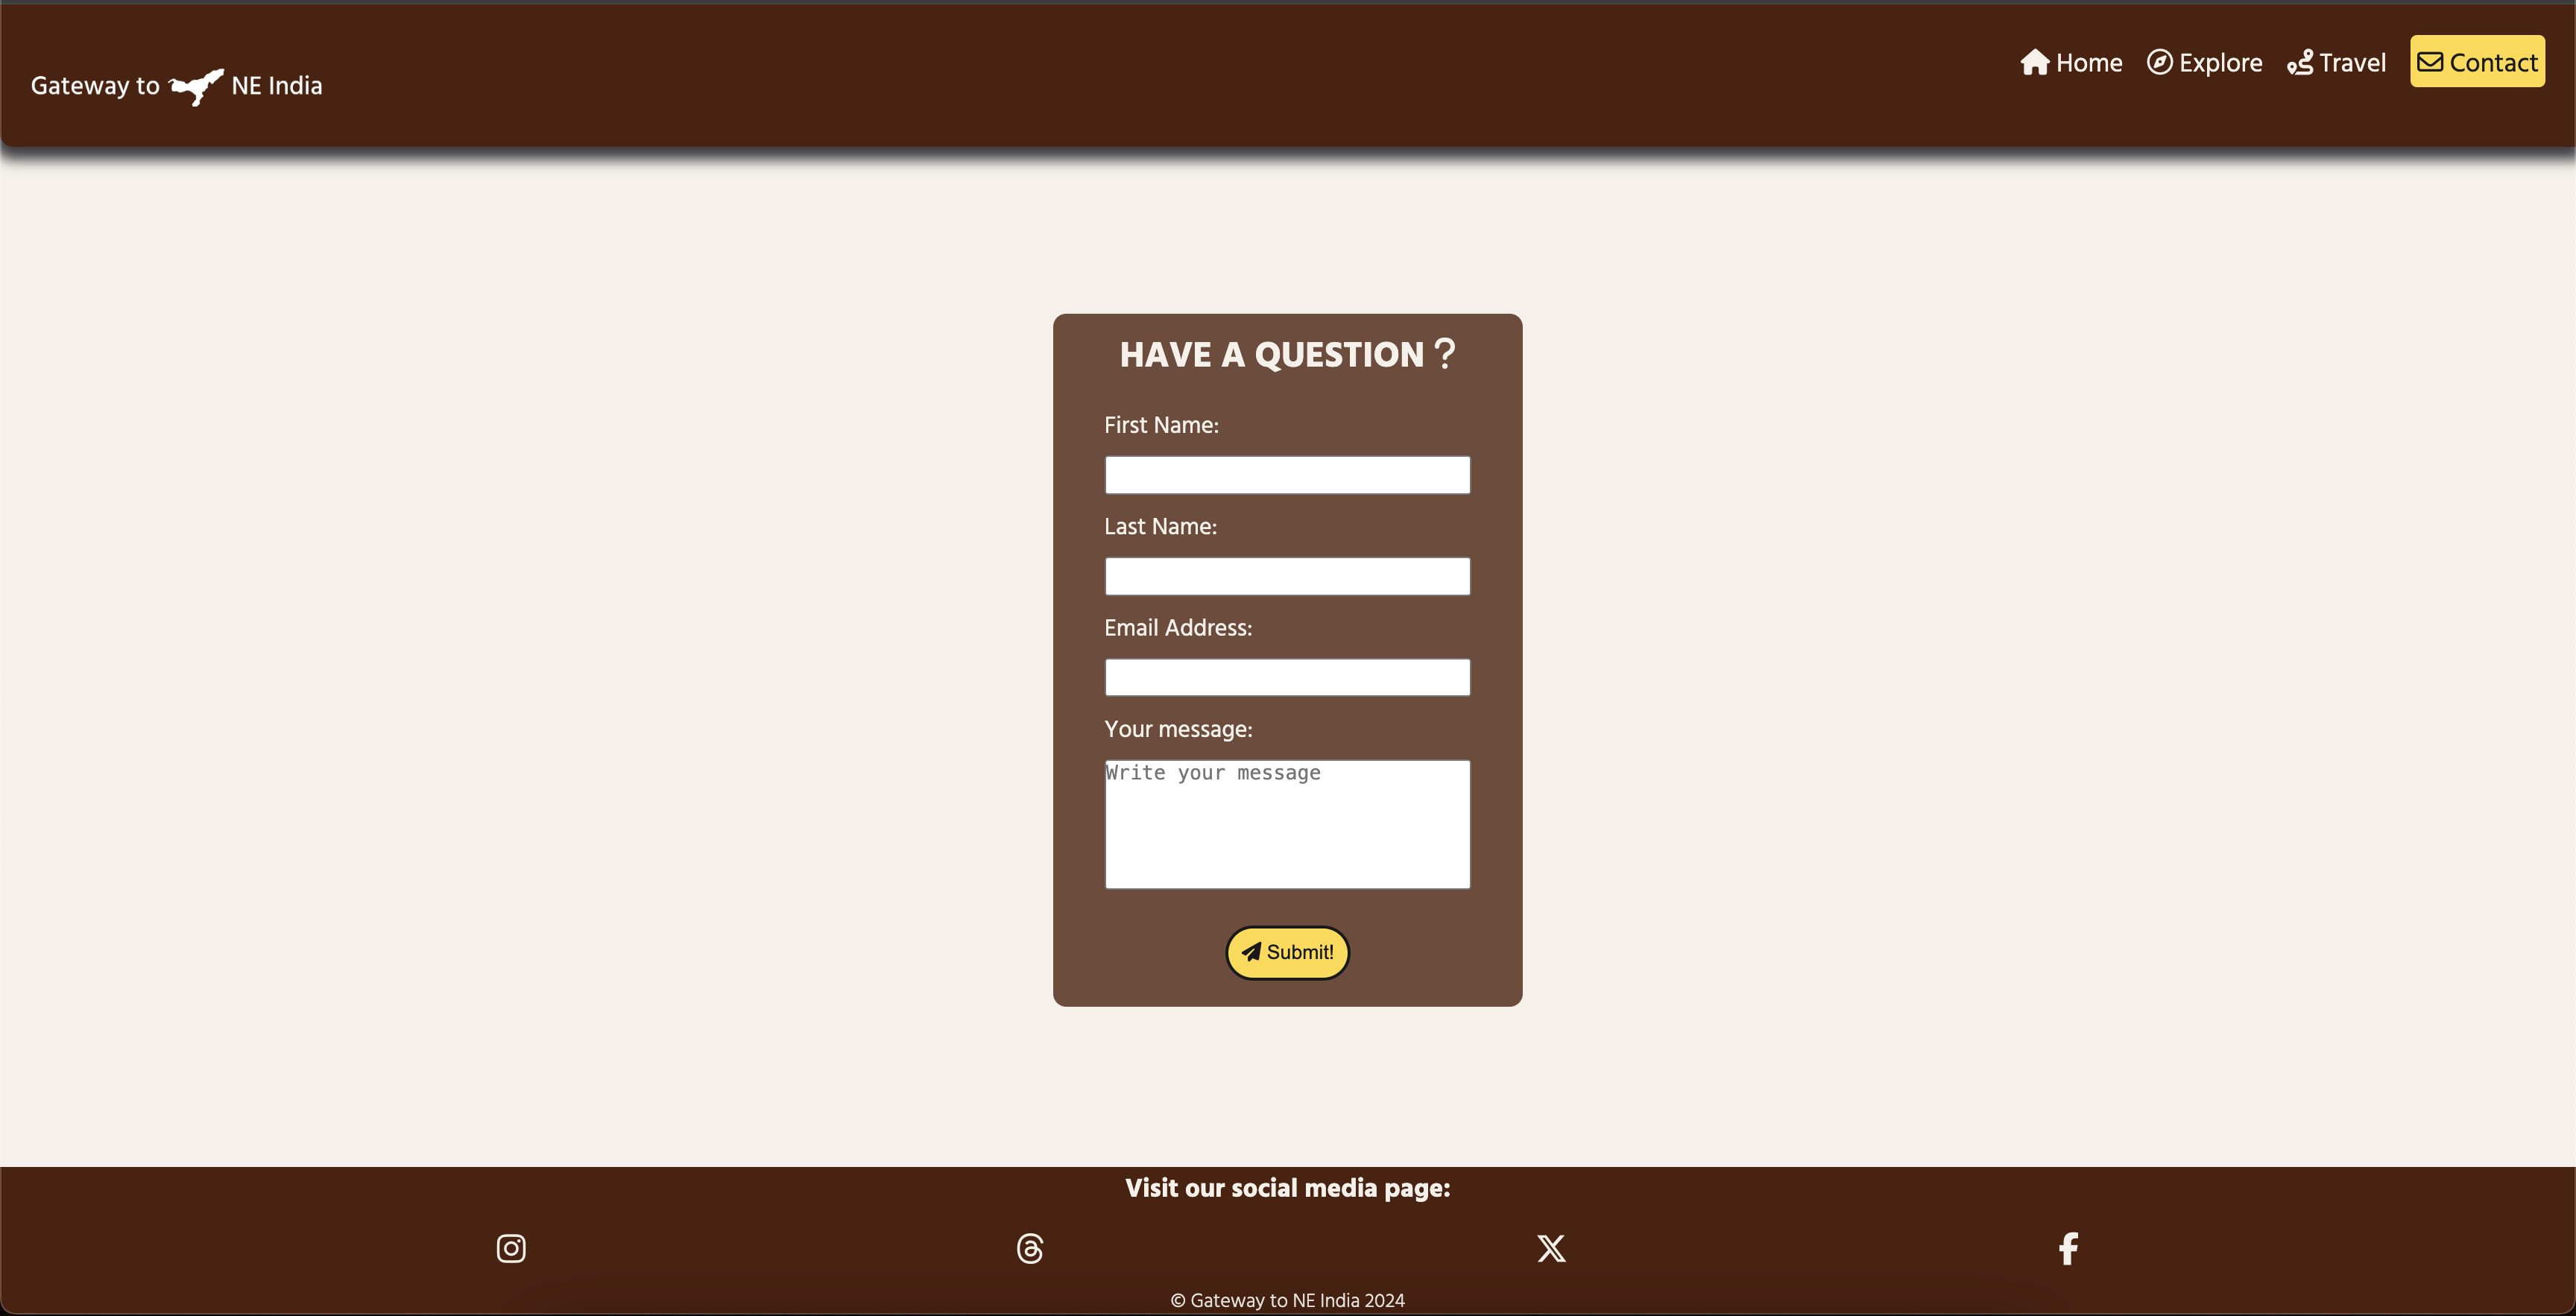 Gateway to NE India
Home Explore Travel Contact
HAVE A QUESTION ?
First Name:
Last Name:
Email Address:
Your message:
Write your message
Submit!
Visit our social media page:
© Gateway to NE India 2024